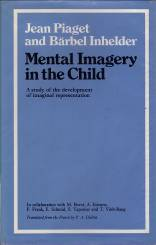 Jean Piaget
and Bärbel Inhelder
Mental Imagery
in the Child
A study of the development
of imaginal representation
In collaboration with M. Bovet, A. Etienne,
F. Frank, E. Schmid, S. Taponier and T. Vinh-Bang
Translated from the French by P. A. Chilton